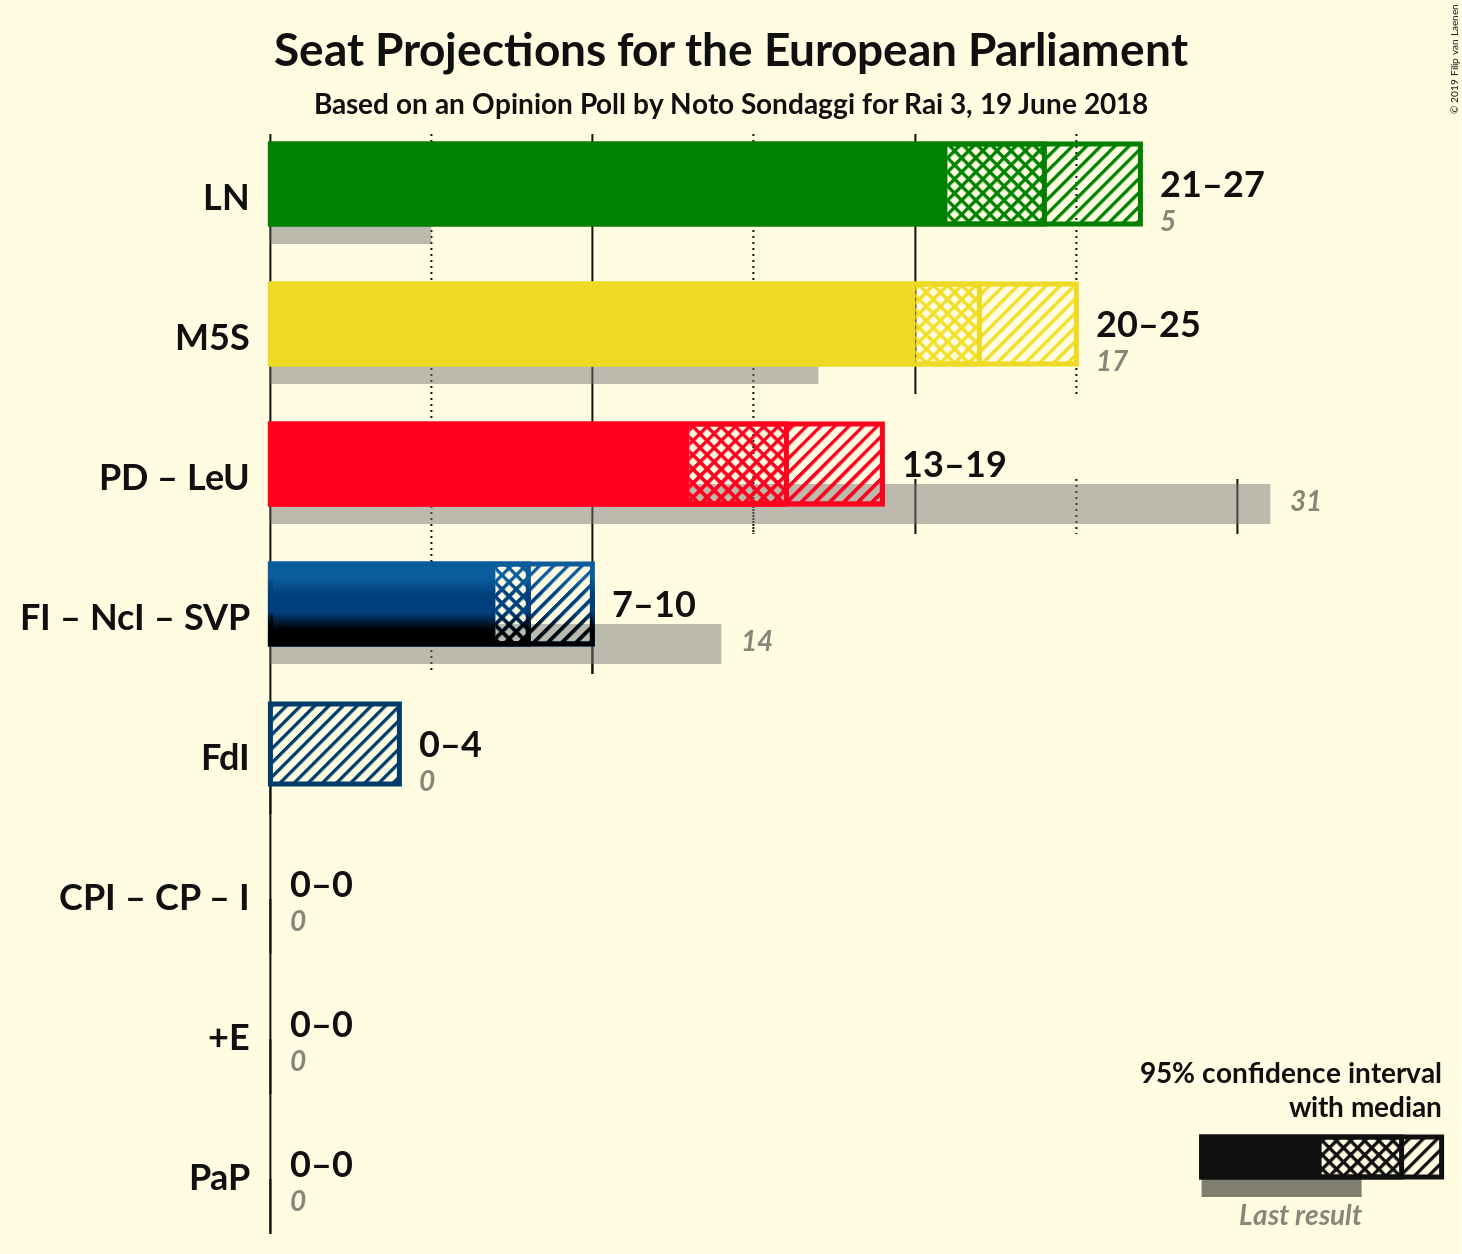 Seat Projections for the European Parliament
Based on an Opinion Poll by Noto Sondaggi for Rai 3, 19 June 2018
© 2019 Filip van Laenen
LN
21–27
5
M5S
20–25
17
PD – LeU
13–19
31
FI – NcI – SVP
7–10
14
FdI
0–4
0
CPI – CP – I
0–0
0
+E
0–0
0
PaP
0–0
0
95% confidence interval
with median
Last result